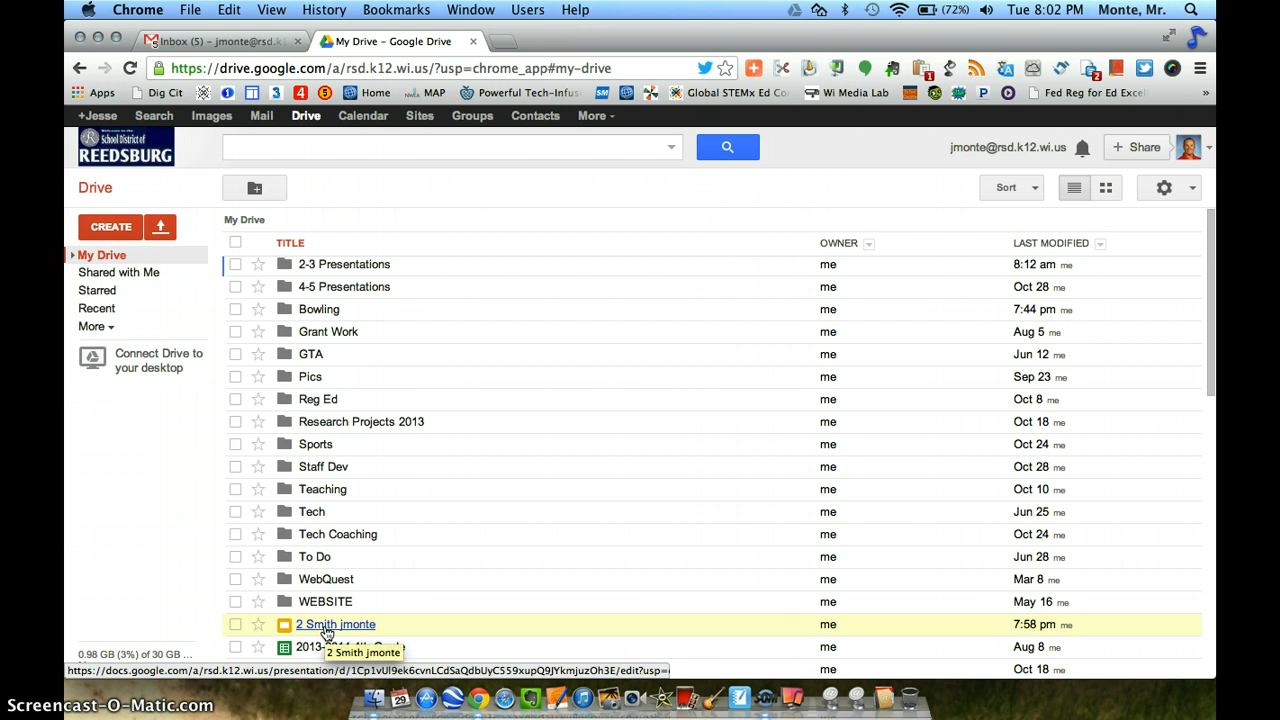 Chrome File Edit View History Bookmarks Window Users Help (72%) Tue 8:02 PM Monte, Mr.
Inbox (5) – jmonte@rsd.k × My Drive – Google Drive ×
https://drive.google.com/a/rsd.k12.wi.us/?usp=chrome_app#my-drive
Apps Dig Cit Home MAP Powerful Tech-Infus Global STEMx Ed Co Wi Media Lab Fed Reg for Ed Excel »
+Jesse Search Images Mail Drive Calendar Sites Groups Contacts More
School District of
REEDSBURG
jmonte@rsd.k12.wi.us + Share
Drive Sort
My Drive
CREATE
TITLE OWNER LAST MODIFIED
My Drive
Shared with Me
Starred
Recent
More
Connect Drive to
your desktop
2-3 Presentations me 8:12 am me
4-5 Presentations me Oct 28 me
Bowling me 7:44 pm me
Grant Work me Aug 5 me
GTA me Jun 12 me
Pics me Sep 23 me
Reg Ed me Oct 8 me
Research Projects 2013 me Oct 18 me
Sports me Oct 24 me
Staff Dev me Oct 28 me
Teaching me Oct 10 me
Tech me Jun 25 me
Tech Coaching me Oct 24 me
To Do me Jun 28 me
WebQuest me Mar 8 me
WEBSITE me May 16 me
2 Smith jmonte me 7:58 pm me
me Aug 8 me
2 Smith jmonte
0.98 GB (3%) of 30 GB ...
me Oct 18 me
Screencast-O-Matic.com